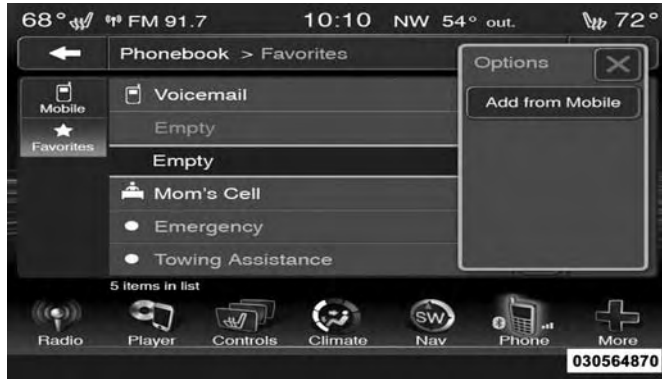 68° FM 91.7 10:10 NW 54° out. 72°
Phonebook > Favorites
Options
Mobile
Voicemail
Add from Mobile
Favorites
Empty
Empty
Mom's Cell
Emergency
Towing Assistance
5 items in list
SW
Radio Player Controls Climate Nav Phone More
030564870